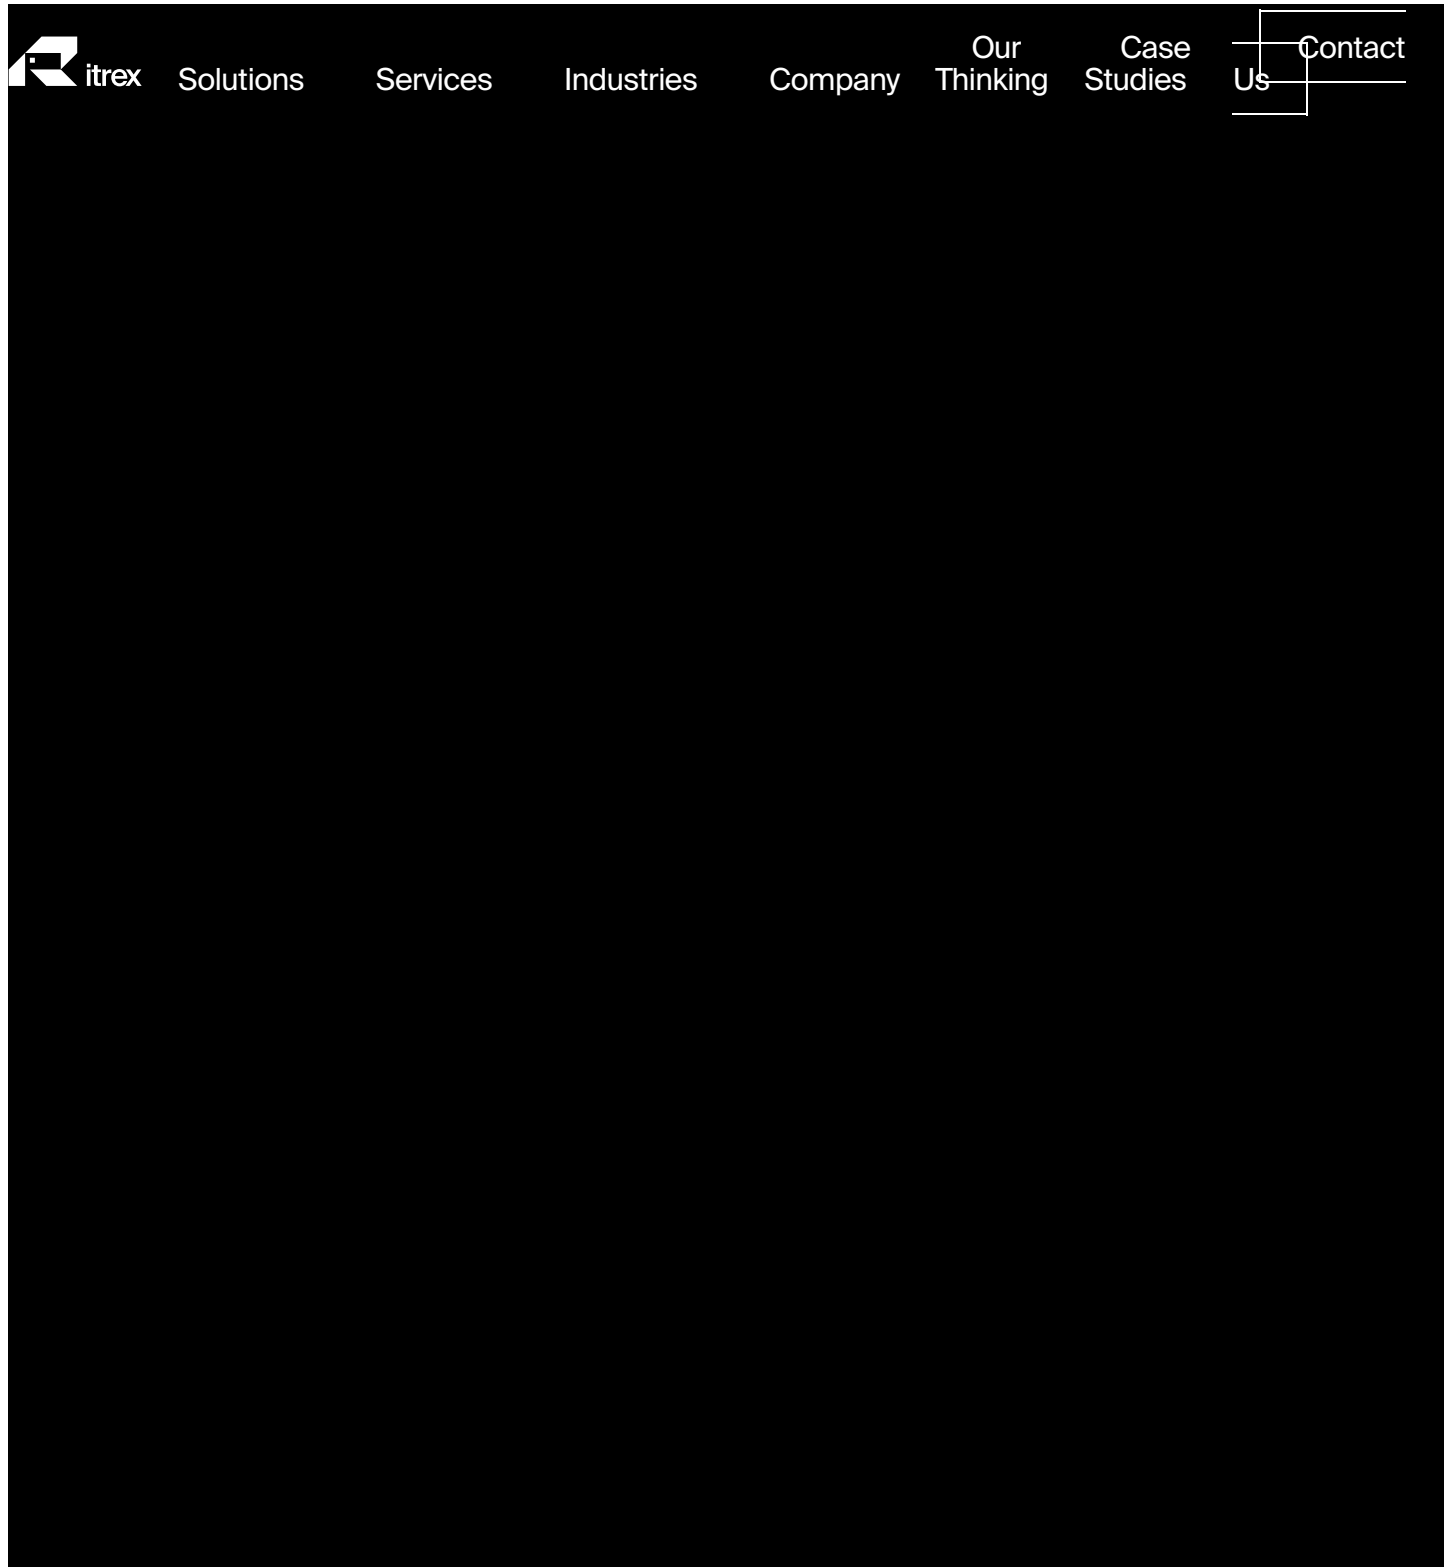 itrex
Solutions
Services
Industries
Company
Our
Thinking
Case
Studies
Contact
Us